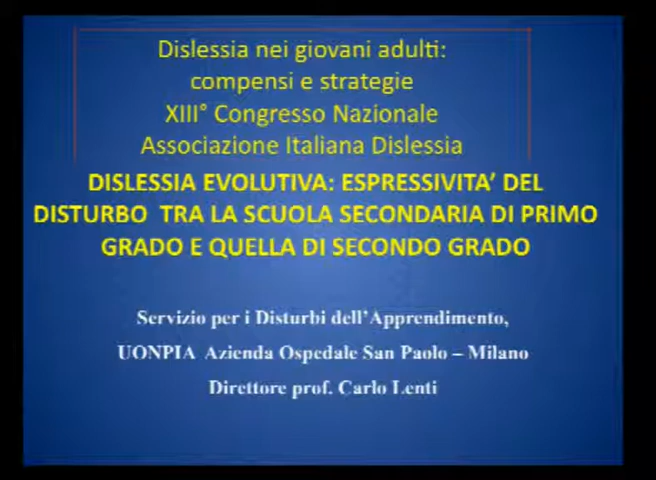 Dislessia nei giovani adulti:
compensi e strategie
XIII° Congresso Nazionale
Associazione Italiana Dislessia
DISLESSIA EVOLUTIVA: ESPRESSIVITA' DEL
DISTURBO TRA LA SCUOLA SECONDARIA DI PRIMO
GRADO E QUELLA DI SECONDO GRADO
Servizio per i Disturbi dell'Apprendimento,
UONPIA Azienda Ospedale San Paolo – Milano
Direttore prof. Carlo Lenti